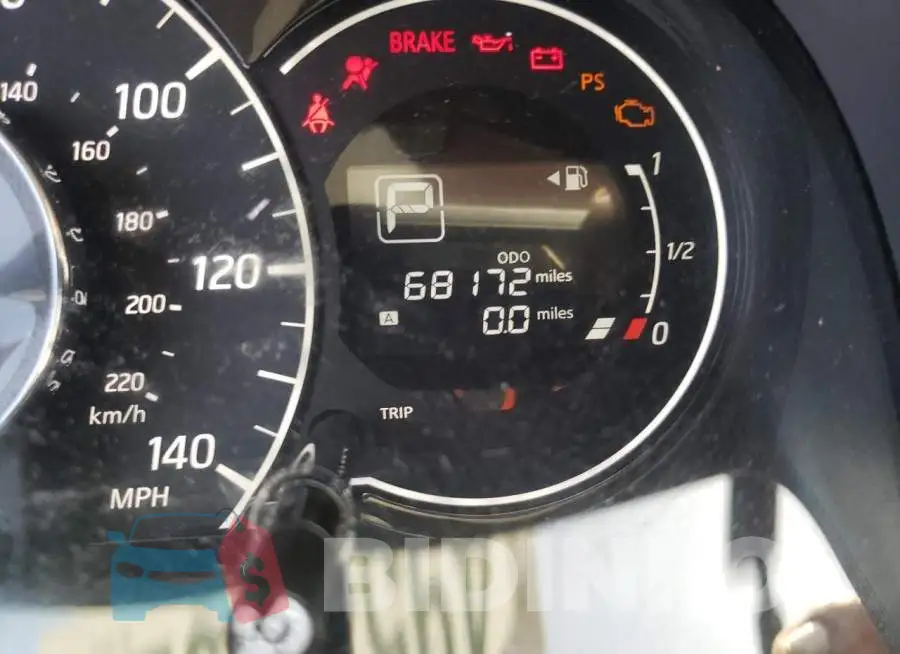 BRAKE
PS
140
100
160
180
120
200
220
km/h
140
MPH
P
1
1/2
0
ODO
68172 miles
A 0.0 miles
TRIP
BIDINFO